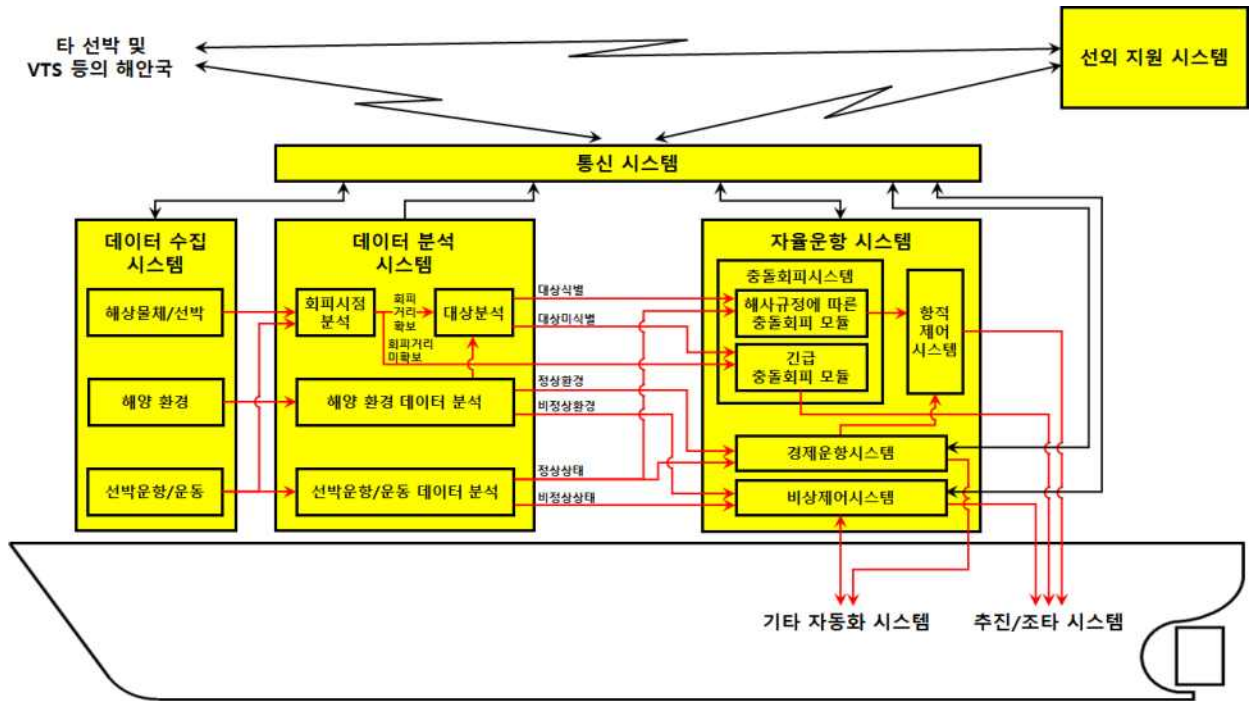 타 선박 및
VTS 등의 해안국
선외 지원 시스템
통신 시스템
데이터 수집
시스템
해상물체/선박
해양 환경
선박운항/운동
데이터 분석
시스템
회피시점
분석
회피
거리
확보
대상분석
회피거리
미확보
해양 환경 데이터 분석
선박운항/운동 데이터 분석
대상식별
대상미식별
정상환경
비정상환경
정상상태
비정상상태
자율운항 시스템
충돌회피시스템
해사규정에 따른
충돌회피 모듈
긴급
충돌회피 모듈
항적
제어
시스템
경제운항시스템
비상제어시스템
기타 자동화 시스템
추진/조타 시스템